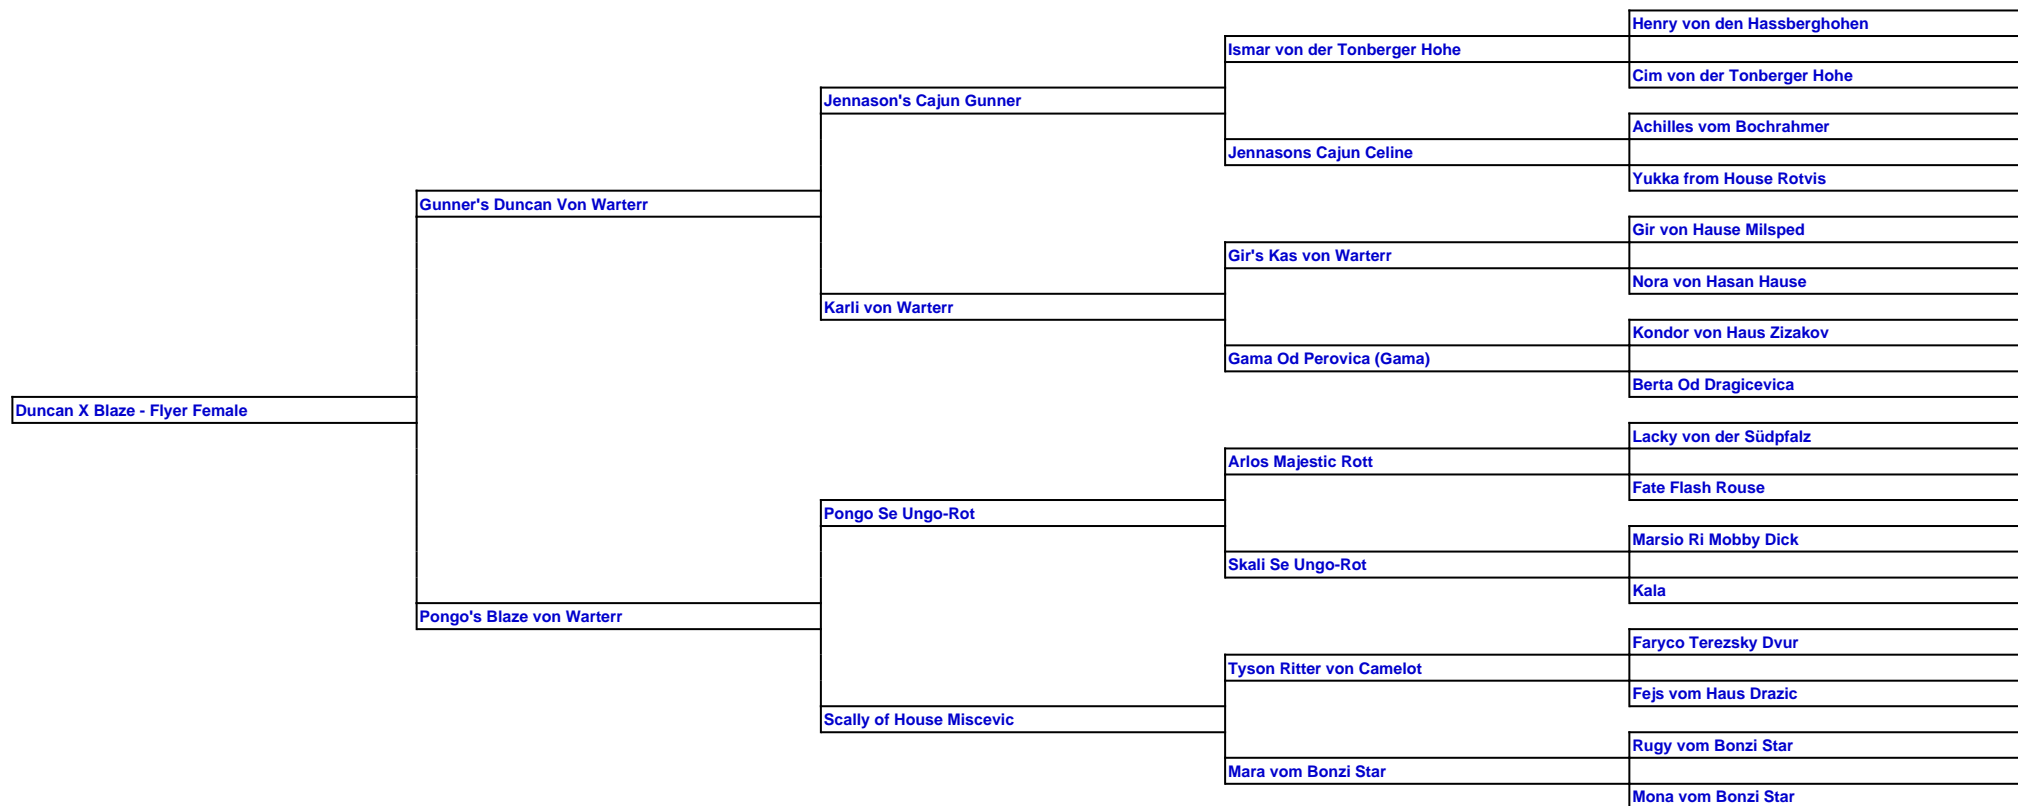 Henry von den Hassberghohen
Ismar von der Tonberger Hohe
Cim von der Tonberger Hohe
Jennason's Cajun Gunner
Achilles vom Bochrahmer
Jennasons Cajun Celine
Yukka from House Rotvis
Gunner's Duncan Von Warterr
Gir von Hause Milsped
Gir's Kas von Warterr
Nora von Hasan Hause
Karli von Warterr
Kondor von Haus Zizakov
Gama Od Perovica (Gama)
Berta Od Dragicevica
Duncan X Blaze - Flyer Female
Lacky von der Südpfalz
Arlos Majestic Rott
Fate Flash Rouse
Pongo Se Ungo-Rot
Marsio Ri Mobby Dick
Skali Se Ungo-Rot
Kala
Pongo's Blaze von Warterr
Faryco Terezsky Dvur
Tyson Ritter von Camelot
Fejs vom Haus Drazic
Scally of House Miscevic
Rugy vom Bonzi Star
Mara vom Bonzi Star
Mona vom Bonzi Star